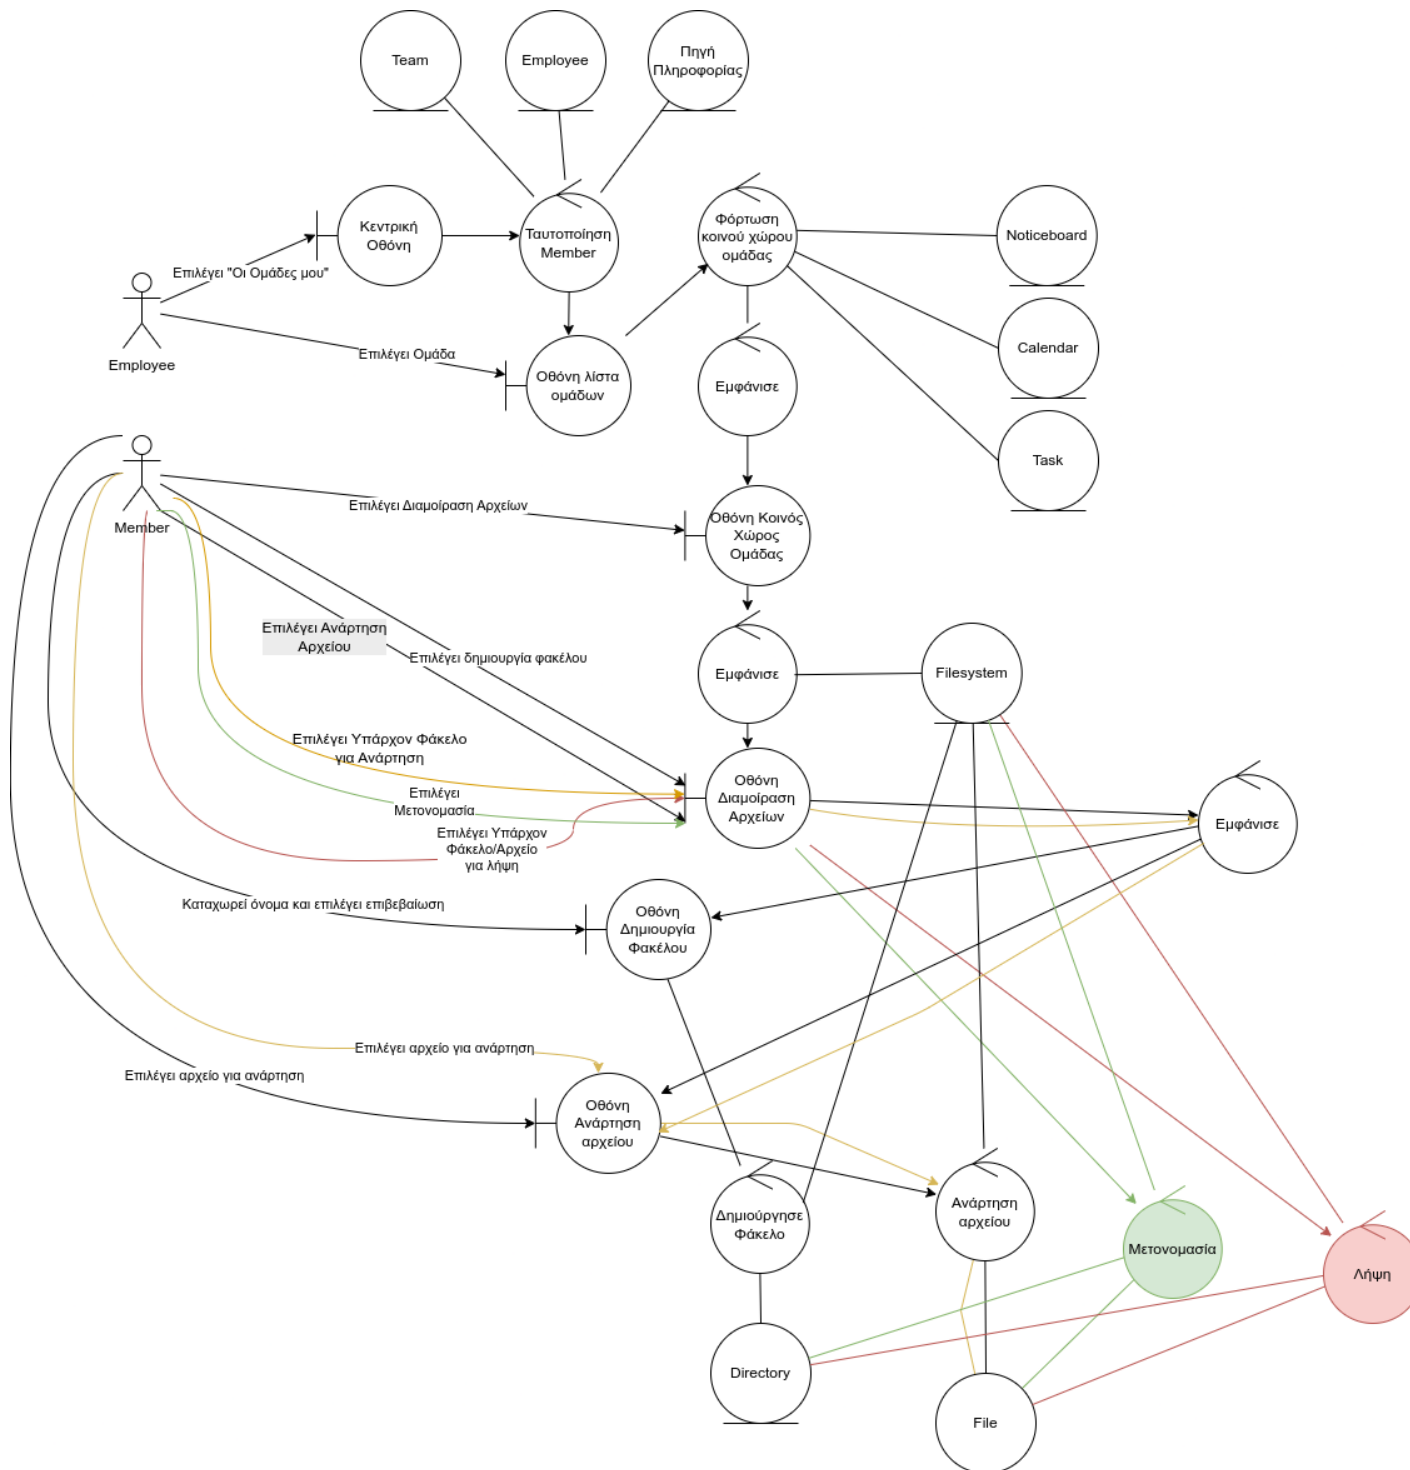 Team
Employee
Πηγή
Πληροφορίας
Κεντρική
Οθόνη
Ταυτοποίηση
Member
Φόρτωση
κοινού χώρου
ομάδας
Noticeboard
Επιλέγει "Οι Ομάδες μου"
Employee
Επιλέγει Ομάδα
Οθόνη λίστα
ομάδων
Εμφάνισε
Calendar
Task
Member
Επιλέγει Διαμοίραση Αρχείων
Οθόνη Κοινός
Χώρος
Ομάδας
Επιλέγει Ανάρτηση
Αρχείου
Επιλέγει δημιουργία φακέλου
Εμφάνισε
Filesystem
Επιλέγει Υπάρχον Φάκελο
για Ανάρτηση
Επιλέγει
Μετονομασία
Επιλέγει Υπάρχον
Φάκελο/Αρχείο
για λήψη
Οθόνη
Διαμοίραση
Αρχείων
Εμφάνισε
Καταχωρεί όνομα και επιλέγει επιβεβαίωση
Οθόνη
Δημιουργία
Φακέλου
Επιλέγει αρχείο για ανάρτηση
Επιλέγει αρχείο για ανάρτηση
Οθόνη
Ανάρτηση
αρχείου
Δημιούργησε
Φάκελο
Ανάρτηση
αρχείου
Μετονομασία
Λήψη
Directory
File